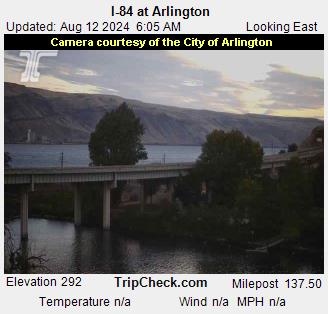 I-84 at Arlington
Updated: Aug 12 2024 6:05 AM Looking East
Camera courtesy of the City of Arlington
Elevation 292 TripCheck.com Milepost 137.50
Temperature n/a Wind n/a MPH n/a